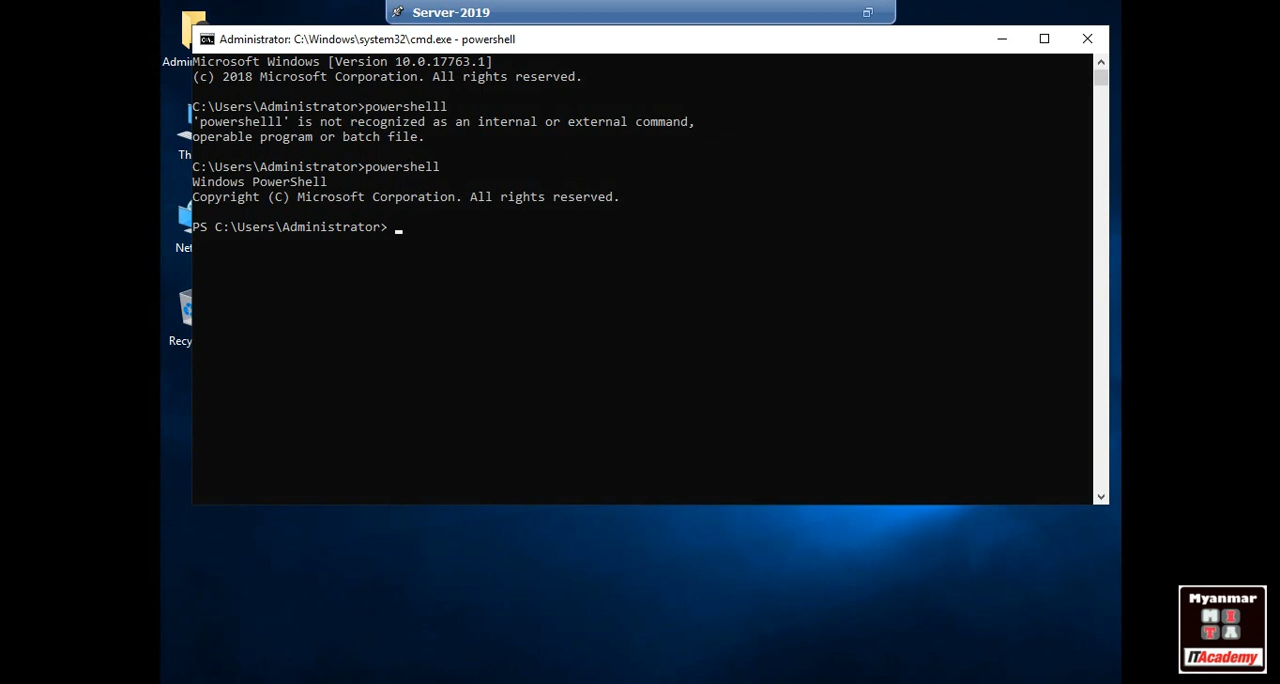 Server-2019
Administrator: C:\Windows\system32\cmd.exe - powershell
Microsoft Windows [Version 10.0.17763.1]
(c) 2018 Microsoft Corporation. All rights reserved.
C:\Users\Administrator>powershelll
'powershelll' is not recognized as an internal or external command,
operable program or batch file.
C:\Users\Administrator>powershell
Windows PowerShell
Copyright (C) Microsoft Corporation. All rights reserved.
PS C:\Users\Administrator>
Admin
Th
Net
Recy
Myanmar
M I
T A
ITAcademy